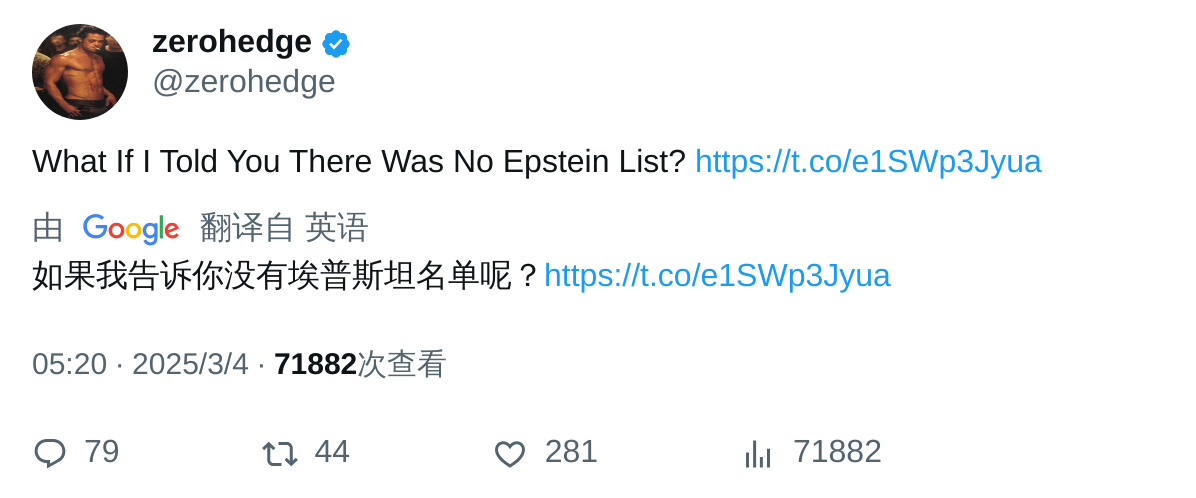 zerohedge
@zerohedge
What If I Told You There Was No Epstein List? https://t.co/e1SWp3Jyua
由 Google 翻译自 英语
如果我告诉你没有埃普斯坦名单呢？https://t.co/e1SWp3Jyua
05:20 · 2025/3/4 · 71882次查看
79 44 281 71882